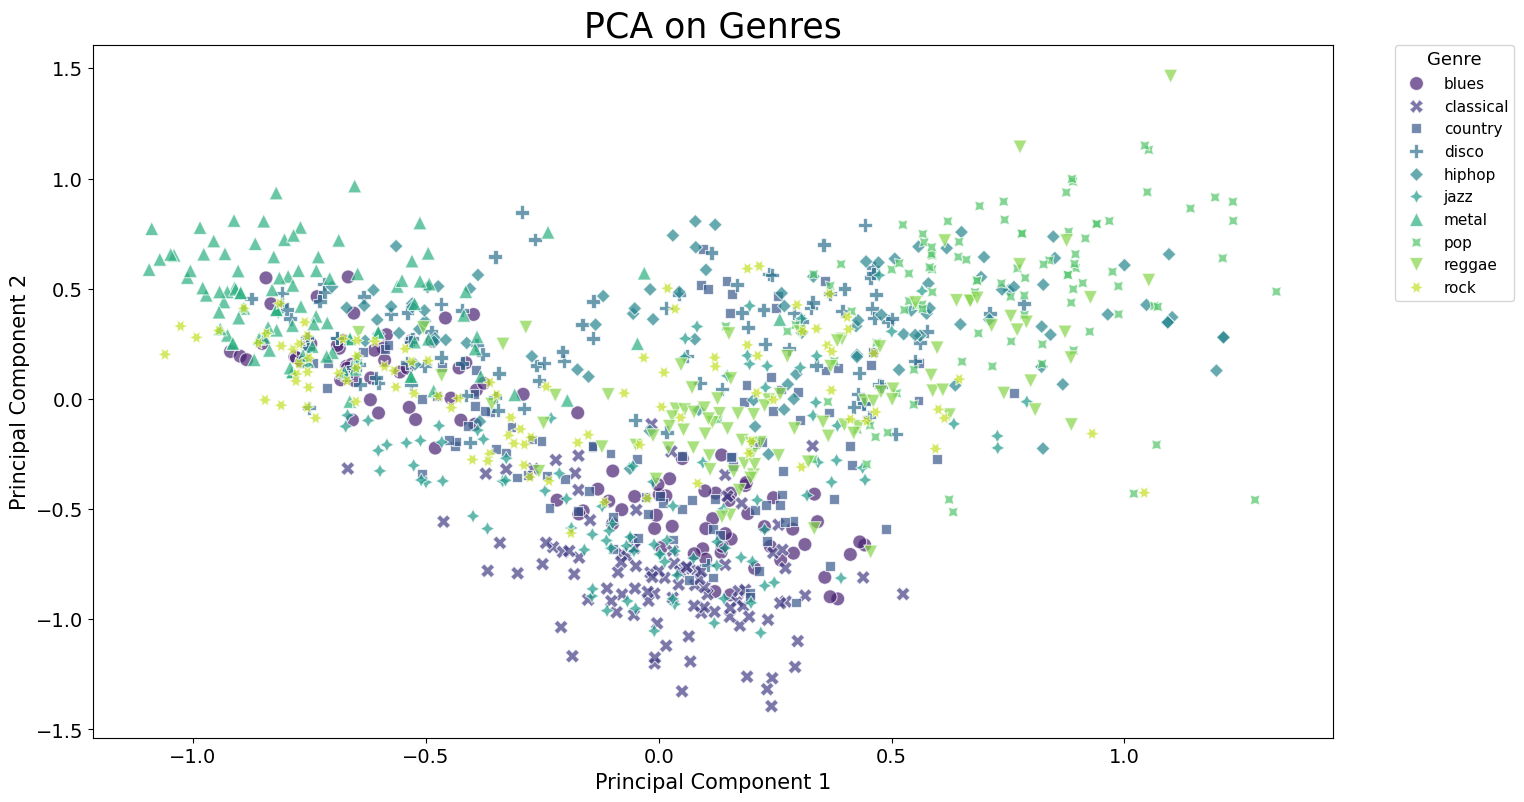 PCA on Genres
1.5
1.0
0.5
0.0
−0.5
−1.0
−1.5
Principal Component 2
−1.0
−0.5
0.0
0.5
1.0
Principal Component 1
Genre
blues
classical
country
disco
hiphop
jazz
metal
pop
reggae
rock